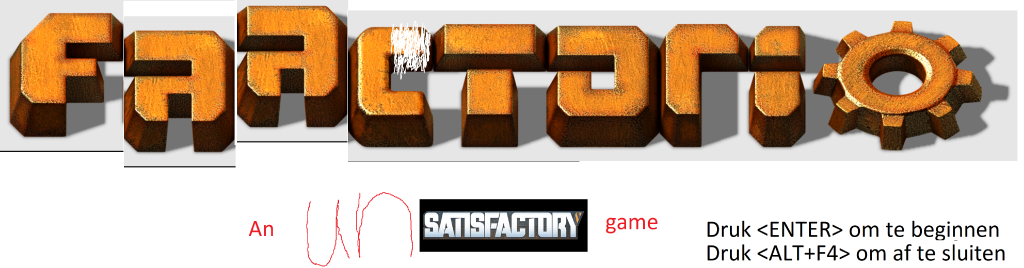 FAACTORIO
An un SATISFACTORY game
Druk <ENTER> om te beginnen
Druk <ALT+F4> om af te sluiten